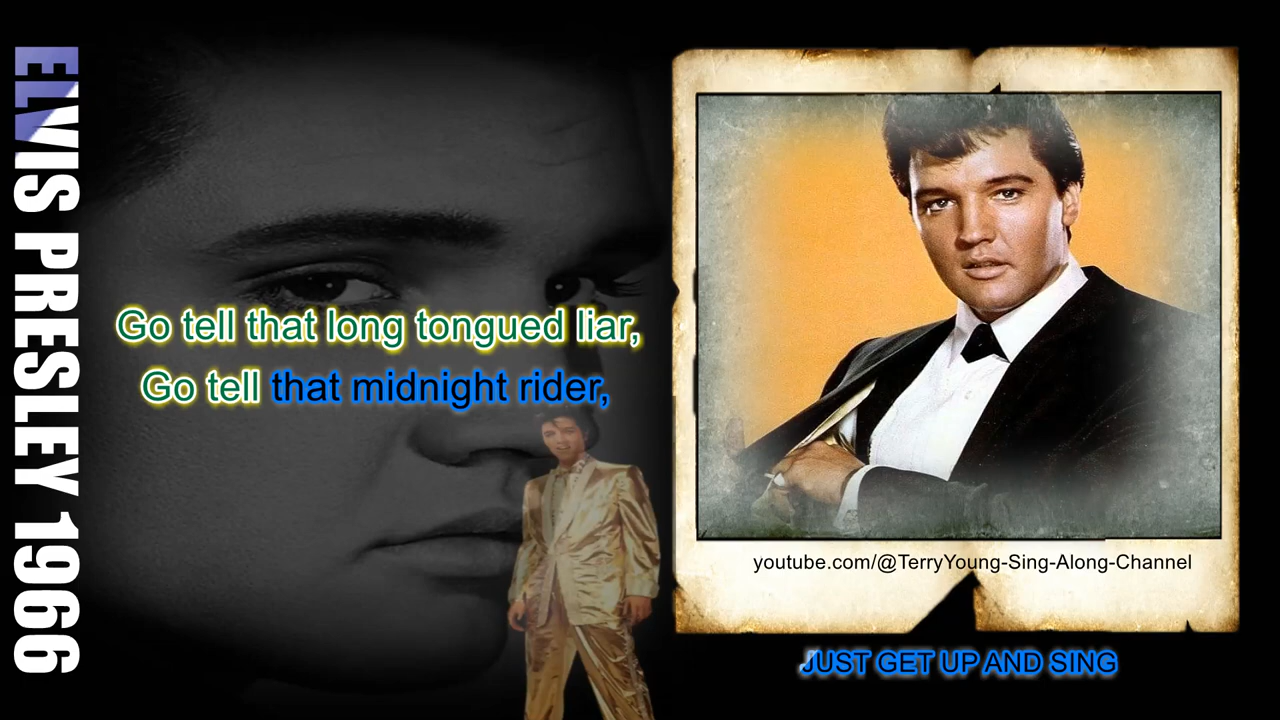 ELVIS PRESLEY 1966
Go tell that long tongued liar,
Go tell that midnight rider,
youtube.com/@TerryYoung-Sing-Along-Channel
JUST GET UP AND SING